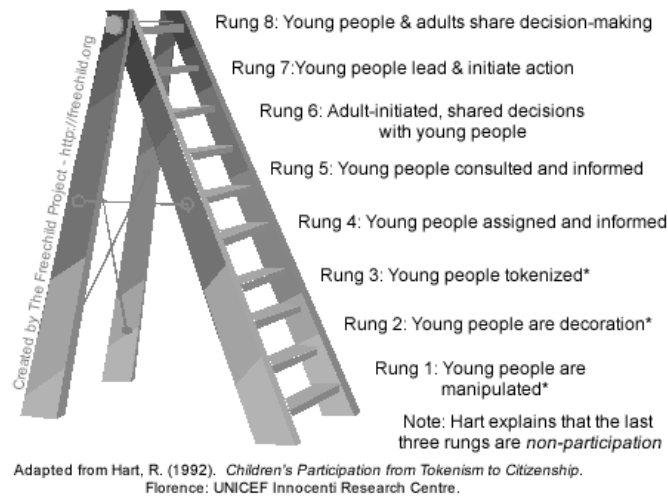 Rung 8: Young people & adults share decision-making
Rung 7:Young people lead & initiate action
Rung 6: Adult-initiated, shared decisions
with young people
Rung 5: Young people consulted and informed
Rung 4: Young people assigned and informed
Rung 3: Young people tokenized*
Rung 2: Young people are decoration*
Rung 1: Young people are
manipulated*
Note: Hart explains that the last
three rungs are non-participation
Created by The Freechild Project - http://freechild.org
Adapted from Hart, R. (1992). Children's Participation from Tokenism to Citizenship.
Florence: UNICEF Innocenti Research Centre.